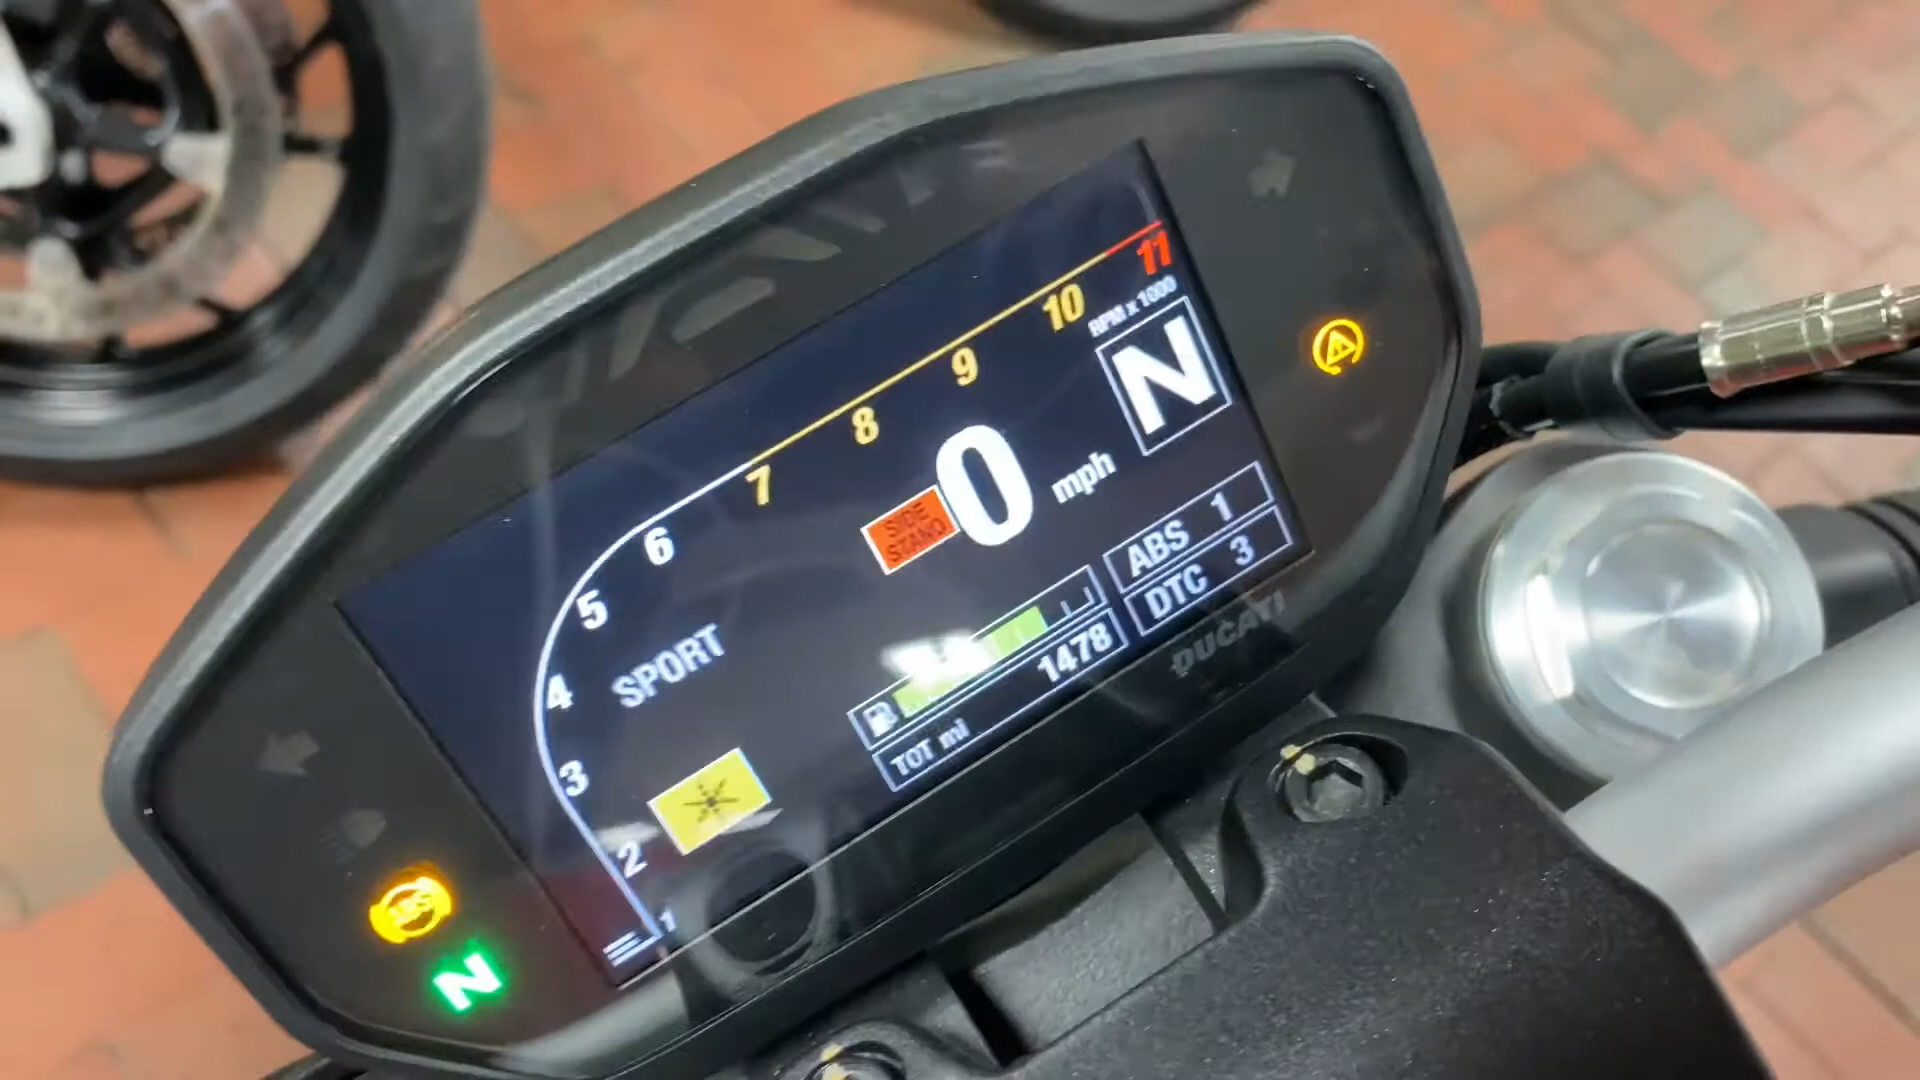 11
10
RPM x 1000
9
8
7
6
5
4
3
2
1
N
0 mph
SIDE
STAND
ABS 1
DTC 3
SPORT
1478
TOT mi
DUCATI
ABS
N